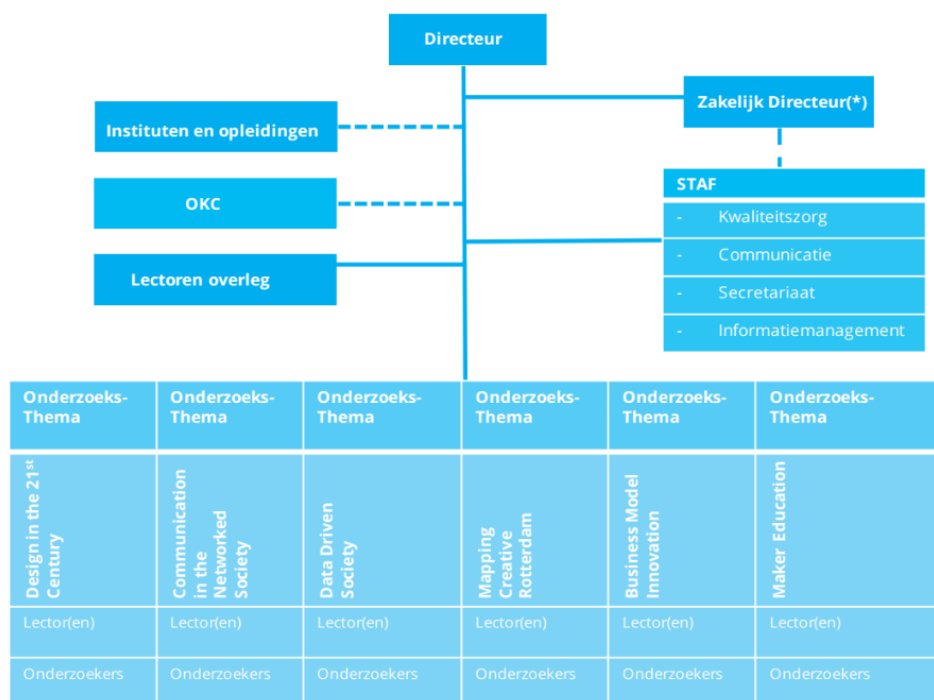 Directeur
Zakelijk Directeur(*)
Instituten en opleidingen
OKC
Lectoren overleg
STAF
- Kwaliteitszorg
- Communicatie
- Secretariaat
- Informatiemanagement
Onderzoeks-
Thema
Onderzoeks-
Thema
Onderzoeks-
Thema
Onderzoeks-
Thema
Onderzoeks-
Thema
Onderzoeks-
Thema
Design in the 21st
Century
Communication
in the
Networked
Society
Data Driven
Society
Mapping
Creative
Rotterdam
Business Model
Innovation
Maker Education
Lector(en) Lector(en) Lector(en) Lector(en) Lector(en) Lector(en)
Onderzoekers Onderzoekers Onderzoekers Onderzoekers Onderzoekers Onderzoekers